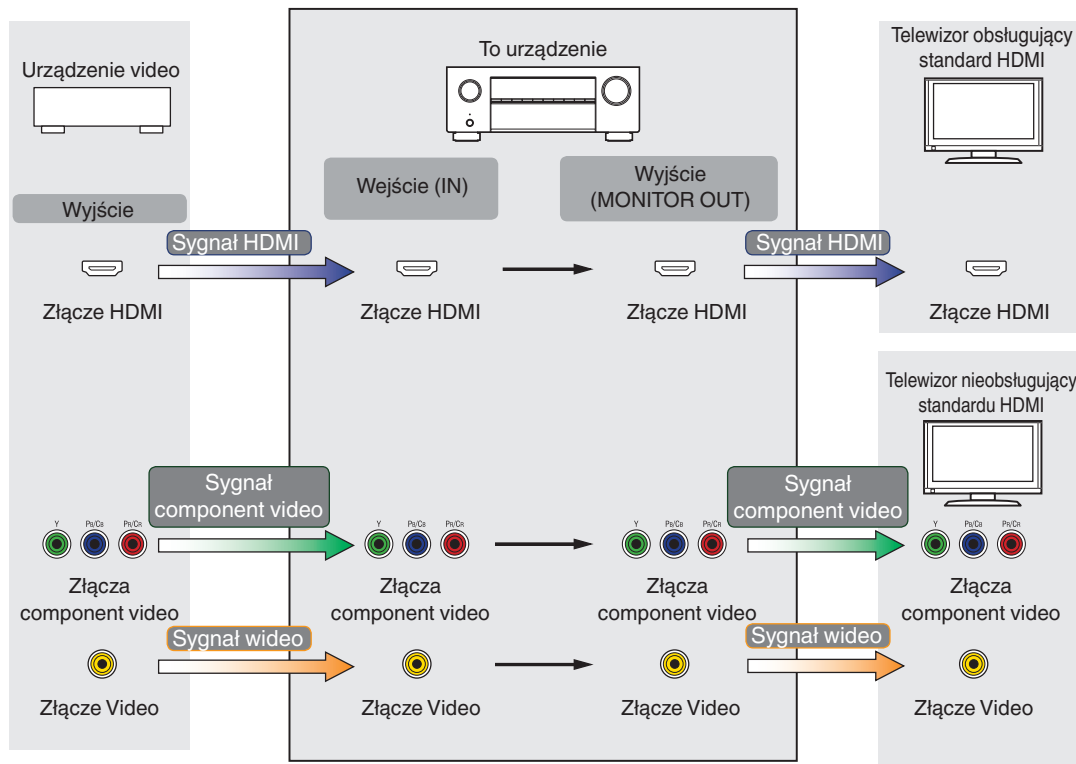 Urządzenie video
To urządzenie
Telewizor obsługujący
standard HDMI
Wyjście
Wejście (IN)
Wyjście
(MONITOR OUT)
Sygnał HDMI
Sygnał HDMI
Złącze HDMI
Złącze HDMI
Złącze HDMI
Złącze HDMI
Telewizor nieobsługujący
standardu HDMI
Sygnał
component video
Sygnał
component video
Y PB/CB PR/CR
Y PB/CB PR/CR
Y PB/CB PR/CR
Y PB/CB PR/CR
Złącza
component video
Złącza
component video
Złącza
component video
Złącza
component video
Sygnał wideo
Sygnał wideo
Złącze Video
Złącze Video
Złącze Video
Złącze Video